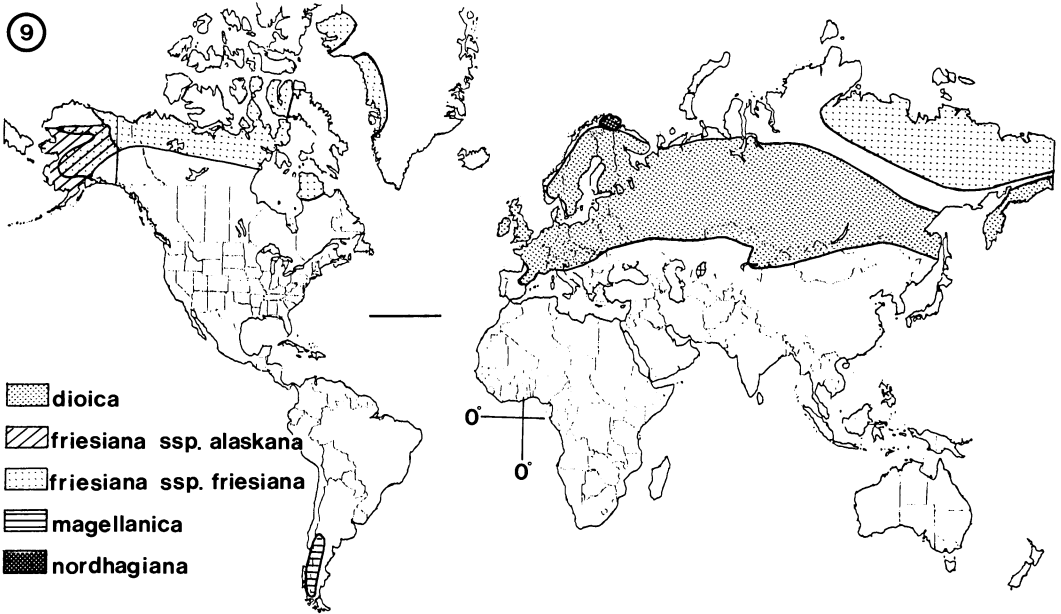 9
0°
0°
dioica
friesiana ssp. alaskana
friesiana ssp. friesiana
magellanica
nordhagiana